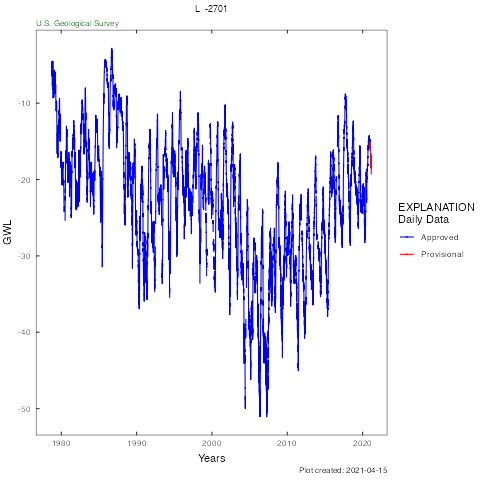 L -2701
U.S. Geological Survey
GWL
-10
-20
-30
-40
-50
1980
1990
2000
2010
2020
Years
EXPLANATION
Daily Data
Approved
Provisional
Plot created: 2021-04-15